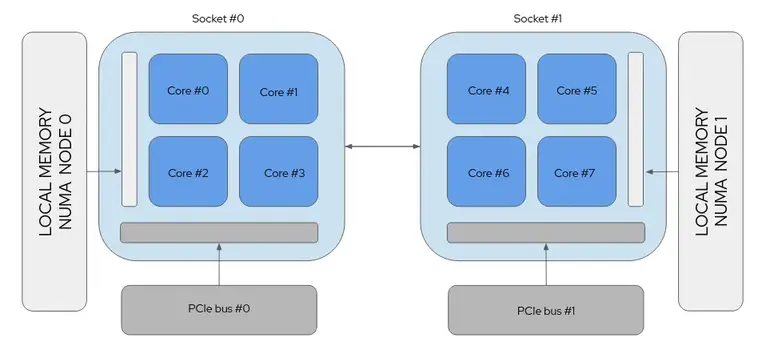 Socket #0
Socket #1
LOCAL MEMORY
NUMA NODE 0
Core #0
Core #1
Core #2
Core #3
Core #4
Core #5
Core #6
Core #7
LOCAL MEMORY
NUMA NODE 1
PCIe bus #0
PCIe bus #1